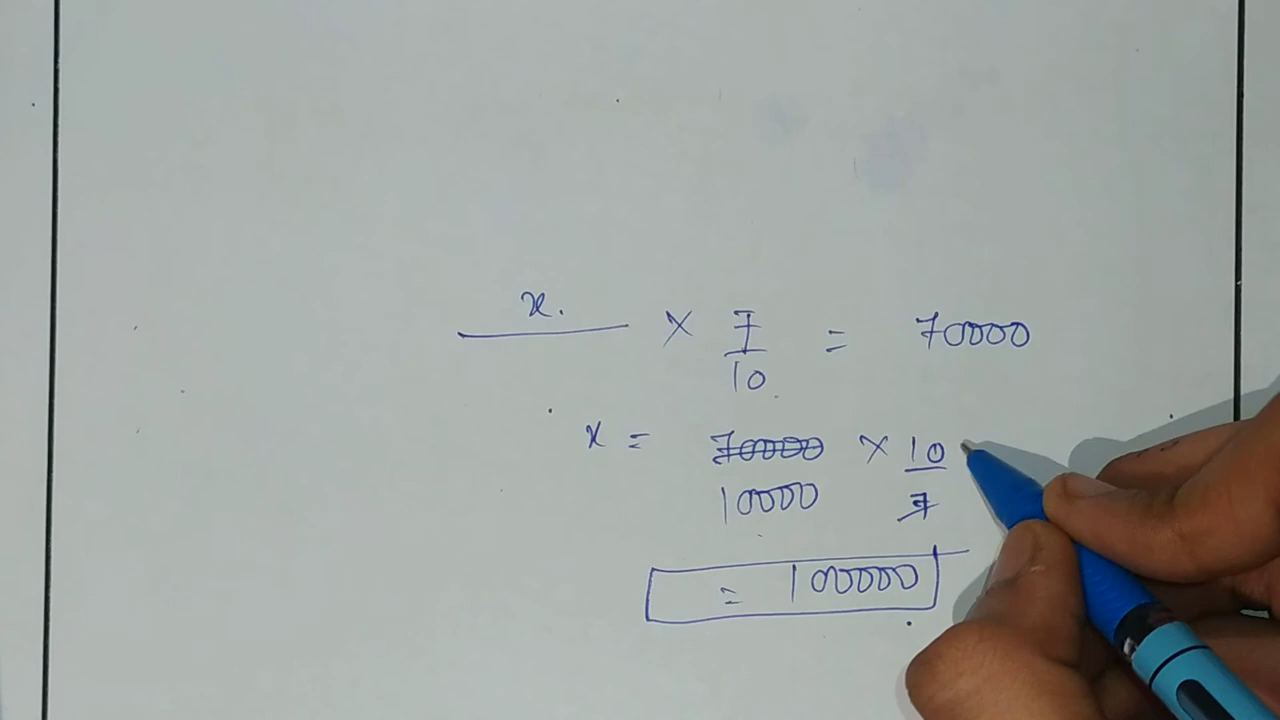 x. × 7/10 = 70000
x = 70000 × 10/7
10000
= 100000